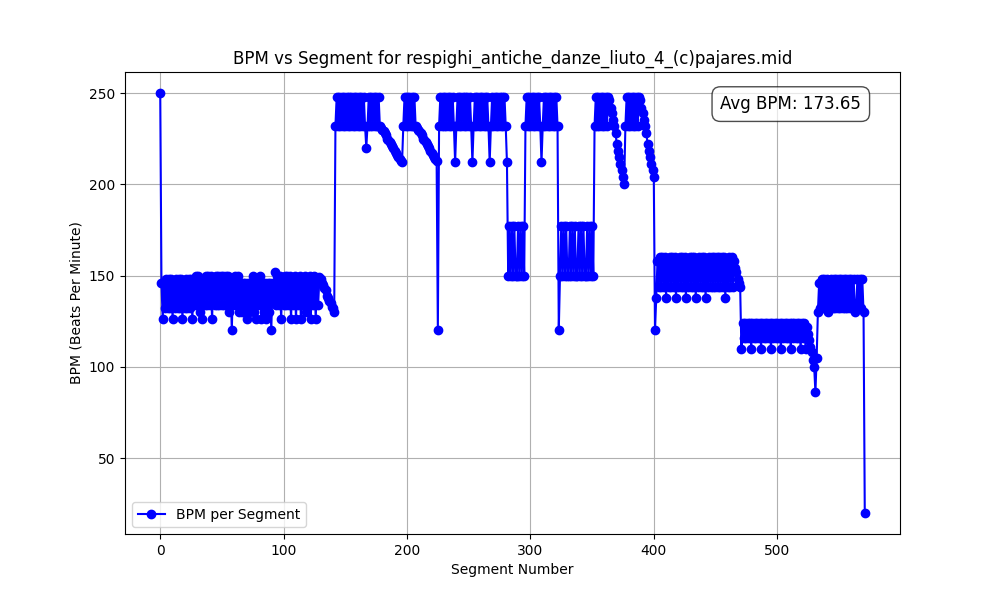 BPM vs Segment for respighi_antiche_danze_liuto_4_(c)pajares.mid
Avg BPM: 173.65
BPM (Beats Per Minute)
250
200
150
100
50
BPM per Segment
0 100 200 300 400 500
Segment Number